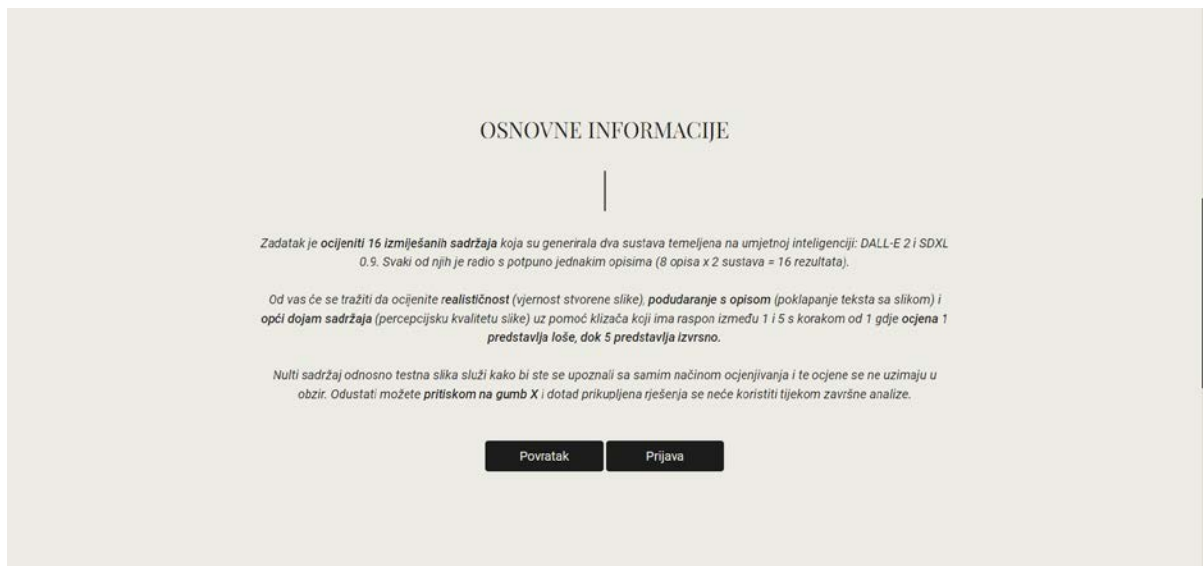 OSNOVNE INFORMACIJE
Zadatak je ocijeniti 16 izmiješanih sadržaja koja su generirala dva sustava temeljena na umjetnoj inteligenciji: DALL-E 2 i SDXL
0.9. Svaki od njih je radio s potpuno jednakim opisima (8 opisa x 2 sustava = 16 rezultata).
Od vas će se tražiti da ocijenite realističnost (vjernost stvorene slike), podudaranje s opisom (poklapanje teksta sa slikom) i
opći dojam sadržaja (percepcijsku kvalitetu slike) uz pomoć klizača koji ima raspon između 1 i 5 s korakom od 1 gdje ocjena 1
predstavlja loše, dok 5 predstavlja izvrsno.
Nulti sadržaj odnosno testna slika služi kako bi ste se upoznali sa samim načinom ocjenjivanja i te ocjene se ne uzimaju u
obzir. Odustati možete pritiskom na gumb X i dotad prikupljena rješenja se neće koristiti tijekom završne analize.
Povratak Prijava